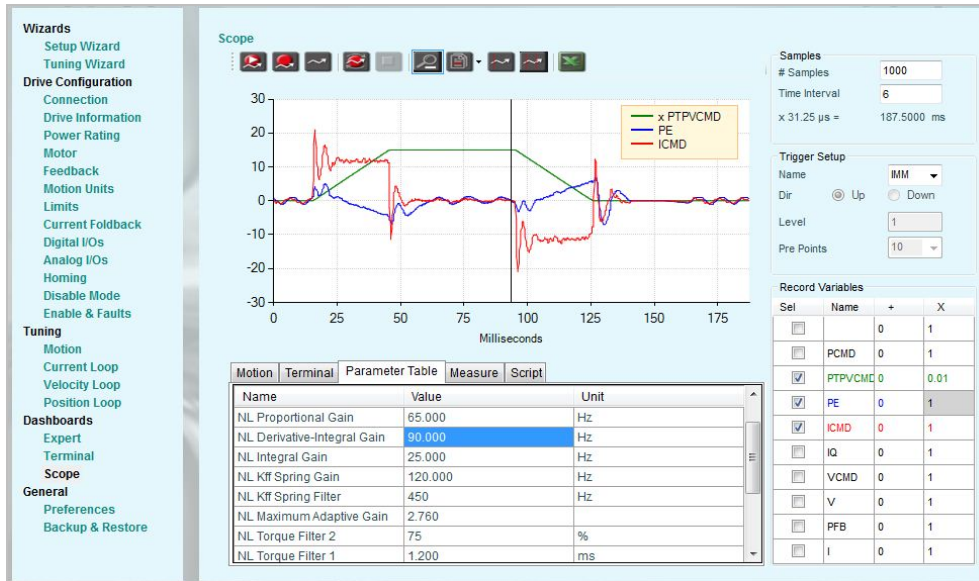 Wizards
Setup Wizard
Tuning Wizard
Drive Configuration
Connection
Drive Information
Power Rating
Motor
Feedback
Motion Units
Limits
Current Foldback
Digital I/Os
Analog I/Os
Homing
Disable Mode
Enable & Faults
Tuning
Motion
Current Loop
Velocity Loop
Position Loop
Dashboards
Expert
Terminal
Scope
General
Preferences
Backup & Restore
Scope
30
20
10
0
-10
-20
-30
0 25 50 75 100 125 150 175
Milliseconds
x PTPVCMD
PE
ICMD
Motion Terminal Parameter Table Measure Script
Name Value Unit
NL Proportional Gain 65.000 Hz
NL Derivative-Integral Gain 90.000 Hz
NL Integral Gain 25.000 Hz
NL Kff Spring Gain 120.000 Hz
NL Kff Spring Filter 450 Hz
NL Maximum Adaptive Gain 2.760
NL Torque Filter 2 75 %
NL Torque Filter 1 1.200 ms
Samples
# Samples 1000
Time Interval 6
x 31.25 µs = 187.5000 ms
Trigger Setup
Name IMM
Dir Up Down
Level 1
Pre Points 10
Record Variables
Sel Name + X
0 1
PCMD 0 1
PTPVCMD 0 0.01
PE 0 1
ICMD 0 1
IQ 0 1
VCMD 0 1
V 0 1
PFB 0 1
I 0 1